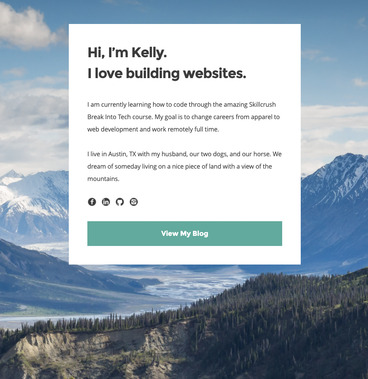 Hi, I’m Kelly.
I love building websites.
I am currently learning how to code through the amazing Skillcrush
Break Into Tech course. My goal is to change careers from apparel to
web development and work remotely full time.
I live in Austin, TX with my husband, our two dogs, and our horse. We
dream of someday living on a nice piece of land with a view of the
mountains.
View My Blog